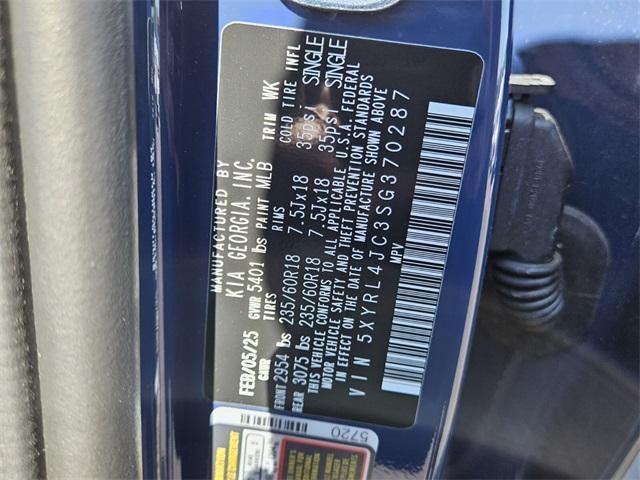 MANUFACTURED BY
KIA GEORGIA, INC.
FEB/05/25 GVWR 5401 lbs PAINT MLB TRIM WK
GAWR TIRES RIMS COLD TIRE INFL
FRONT 2954 lbs 235/60R18 7.5Jx18 35psi SINGLE
REAR 3075 lbs 235/60R18 7.5Jx18 35psi SINGLE
THIS VEHICLE CONFORMS TO ALL APPLICABLE U.S.A. FEDERAL
MOTOR VEHICLE SAFETY AND THEFT PREVENTION STANDARDS
IN EFFECT ON THE DATE OF MANUFACTURE SHOWN ABOVE
VIN 5XYRL4JC3SG370287
MPV
5720